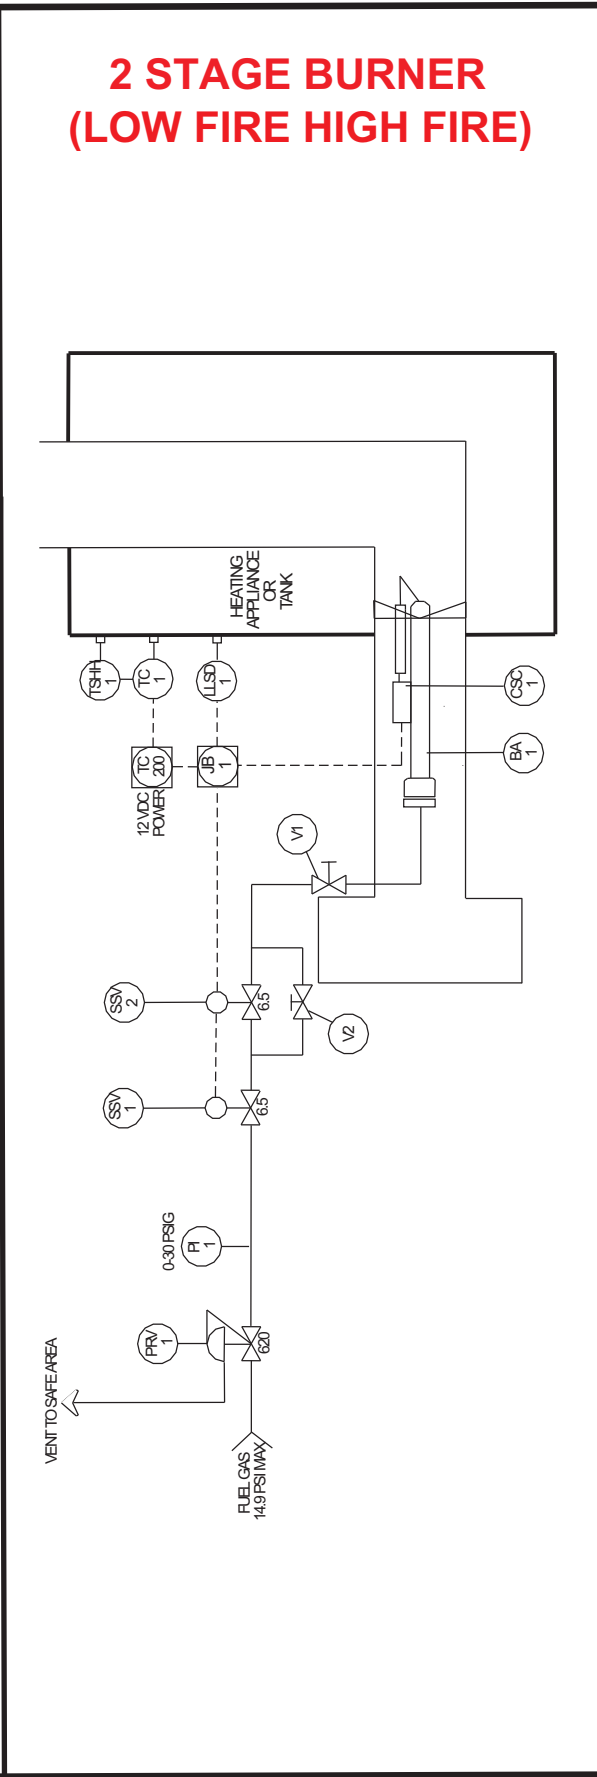 2 STAGE BURNER
(LOW FIRE HIGH FIRE)
HEATING
APPLIANCE
OR
TANK
TSHH
1
TC
1
LLSD
1
TC
200
JB
1
12 VDC
POWER
CSC
1
BA
1
V1
SSV
2
6.5
V2
SSV
1
6.5
0-30 PSIG
PI
1
PRV
1
620
VENT TO SAFE AREA
FUEL GAS
14.9 PSI MAX